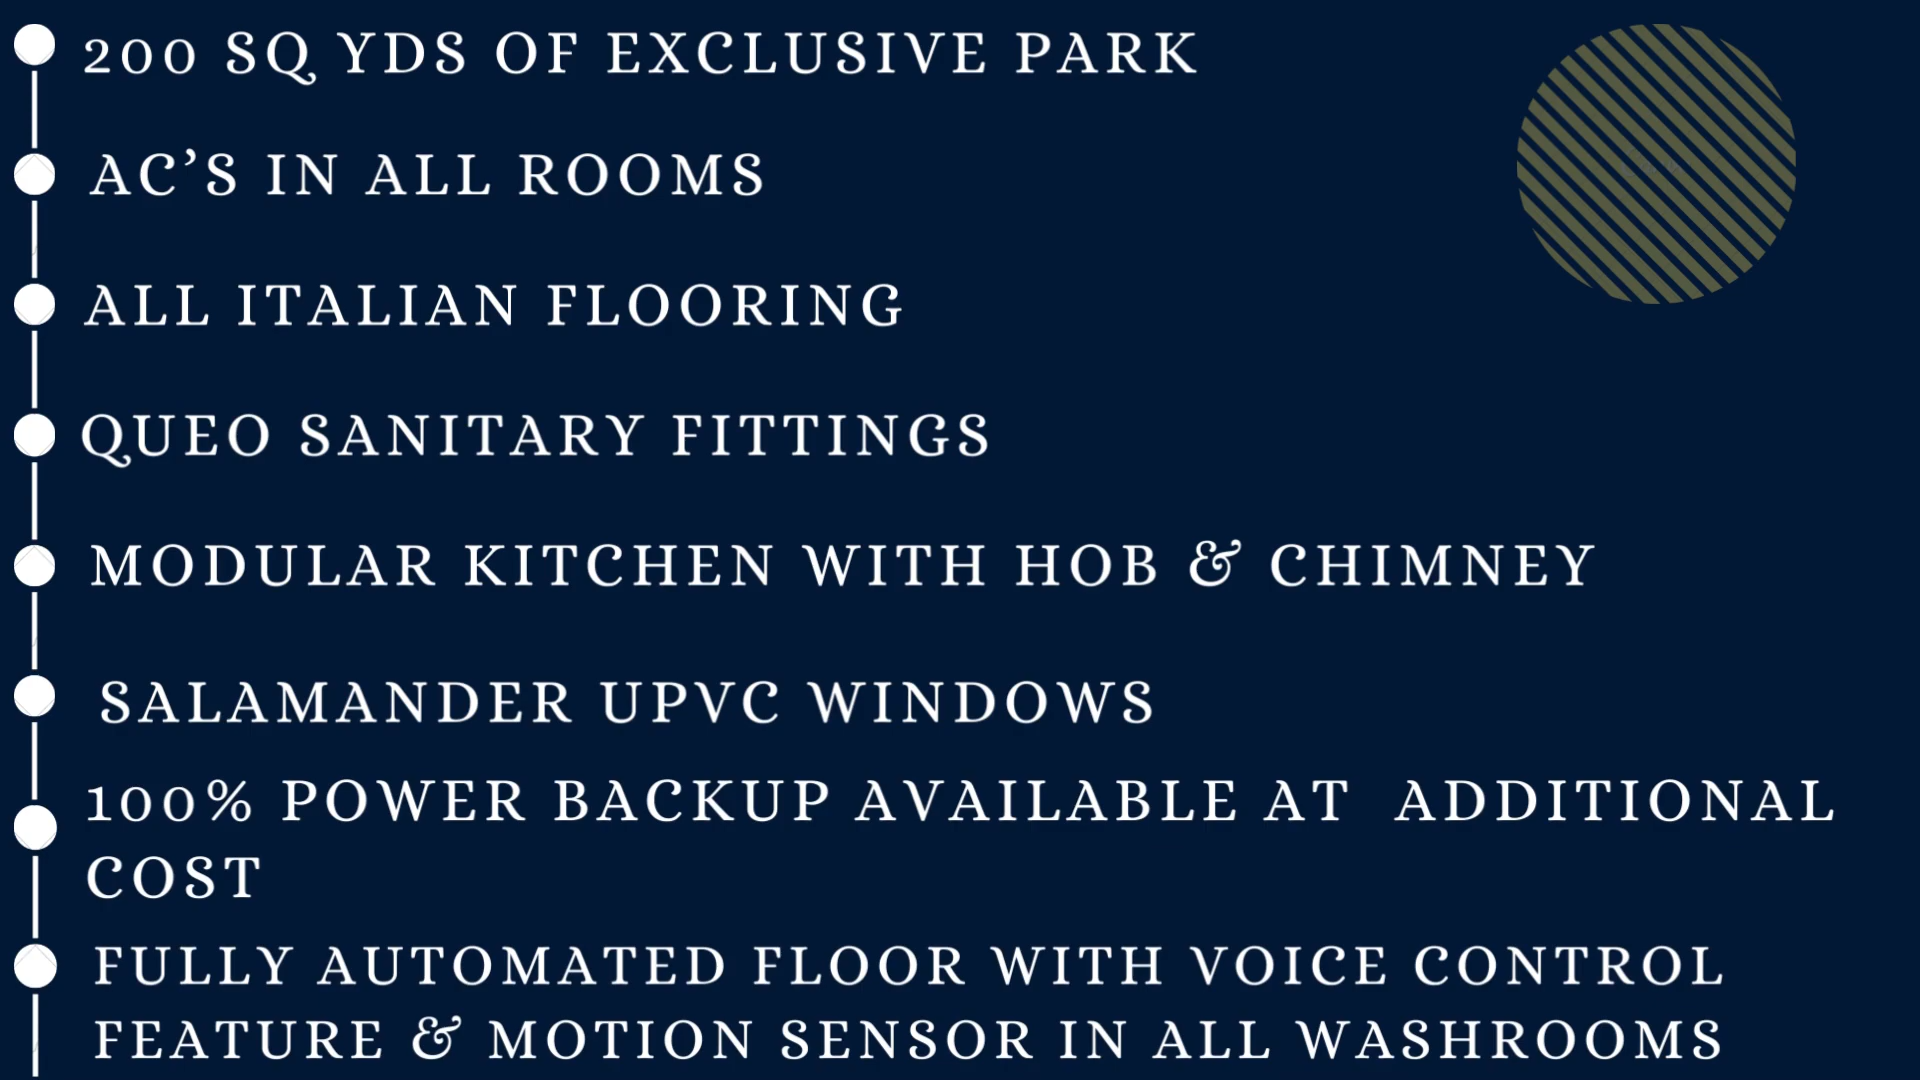 200 SQ YDS OF EXCLUSIVE PARK
AC’S IN ALL ROOMS
ALL ITALIAN FLOORING
QUEO SANITARY FITTINGS
MODULAR KITCHEN WITH HOB & CHIMNEY
SALAMANDER UPVC WINDOWS
100% POWER BACKUP AVAILABLE AT ADDITIONAL
COST
FULLY AUTOMATED FLOOR WITH VOICE CONTROL
FEATURE & MOTION SENSOR IN ALL WASHROOMS